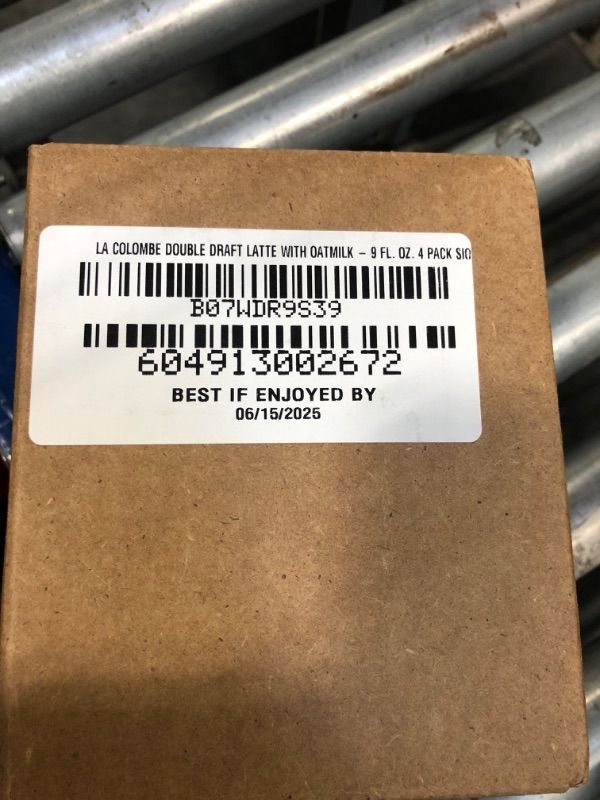 LA COLOMBE DOUBLE DRAFT LATTE WITH OATMILK – 9 FL. OZ. 4 PACK SIG
B07WDR9S39
604913002672
BEST IF ENJOYED BY
06/15/2025